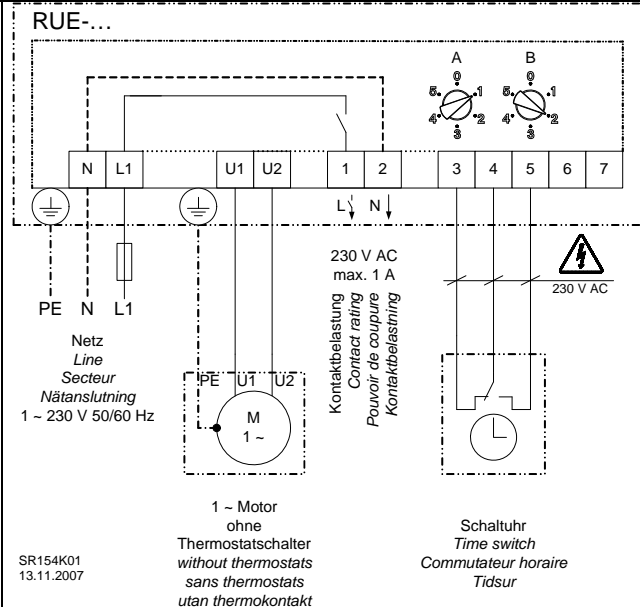 RUE-...
A B
0 0
5 1 5 1
4 2 4 2
3 3
N L1 U1 U2 1 2 3 4 5 6 7
L N
230 V AC
max. 1 A
230 V AC
Kontaktbelastung
Contact rating
Pouvoir de coupure
Kontaktbelastning
PE N L1
Netz
Line
Secteur
Nätanslutning
1 ~ 230 V 50/60 Hz
PE U1 U2
M
1 ~
1 ~ Motor
ohne
Thermostatschalter
without thermostats
sans thermostats
utan thermokontakt
Schaltuhr
Time switch
Commutateur horaire
Tidsur
SR154K01
13.11.2007